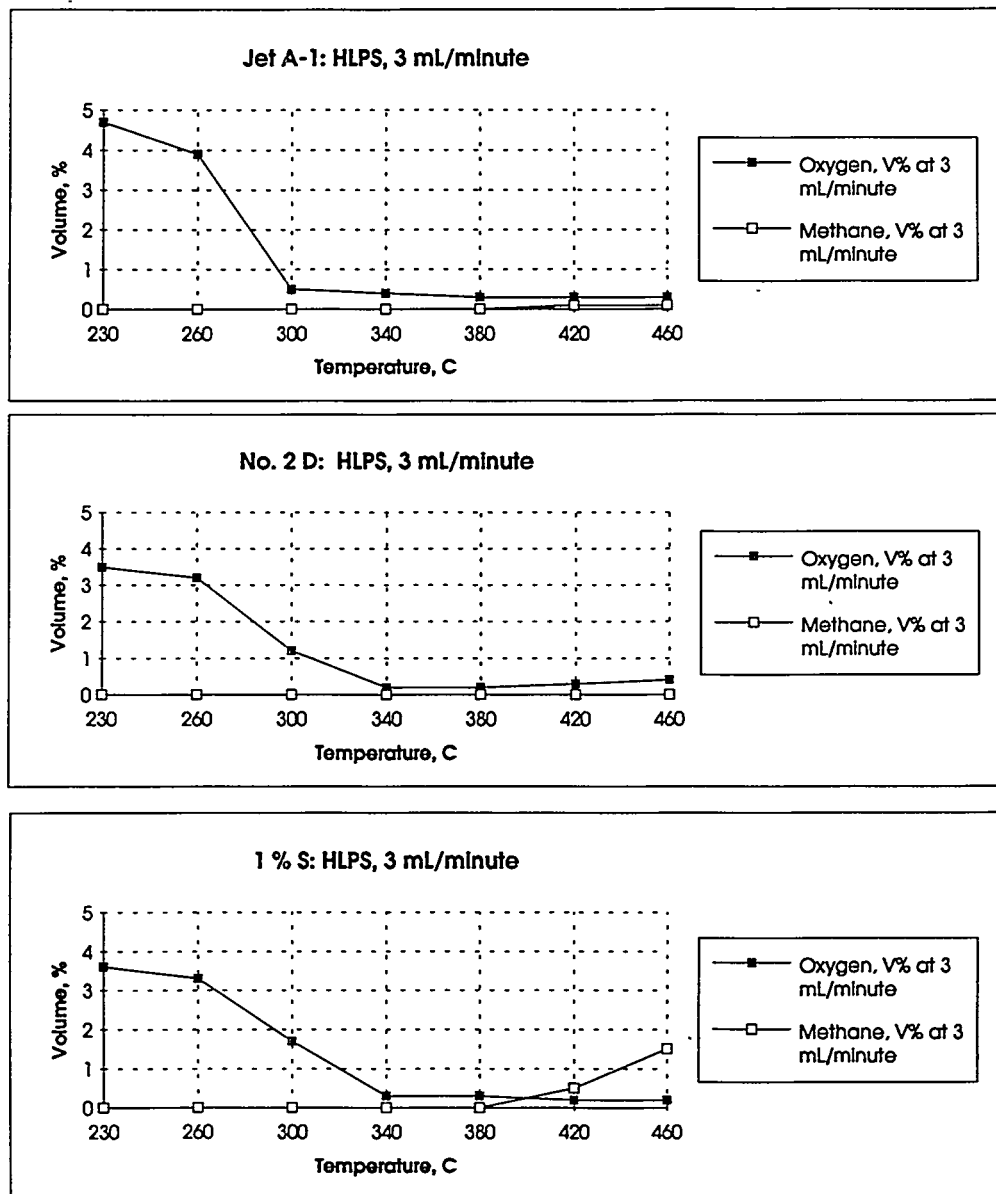 Jet A-1: HLPS, 3 mL/minute
5
4
3
2
1
0
Volume, %
230 260 300 340 380 420 460
Temperature, C
Oxygen, V% at 3
mL/minute
Methane, V% at 3
mL/minute
No. 2 D: HLPS, 3 mL/minute
5
4
3
2
1
0
Volume, %
230 260 300 340 380 420 460
Temperature, C
Oxygen, V% at 3
mL/minute
Methane, V% at 3
mL/minute
1 % S: HLPS, 3 mL/minute
5
4
3
2
1
0
Volume, %
230 260 300 340 380 420 460
Temperature, C
Oxygen, V% at 3
mL/minute
Methane, V% at 3
mL/minute